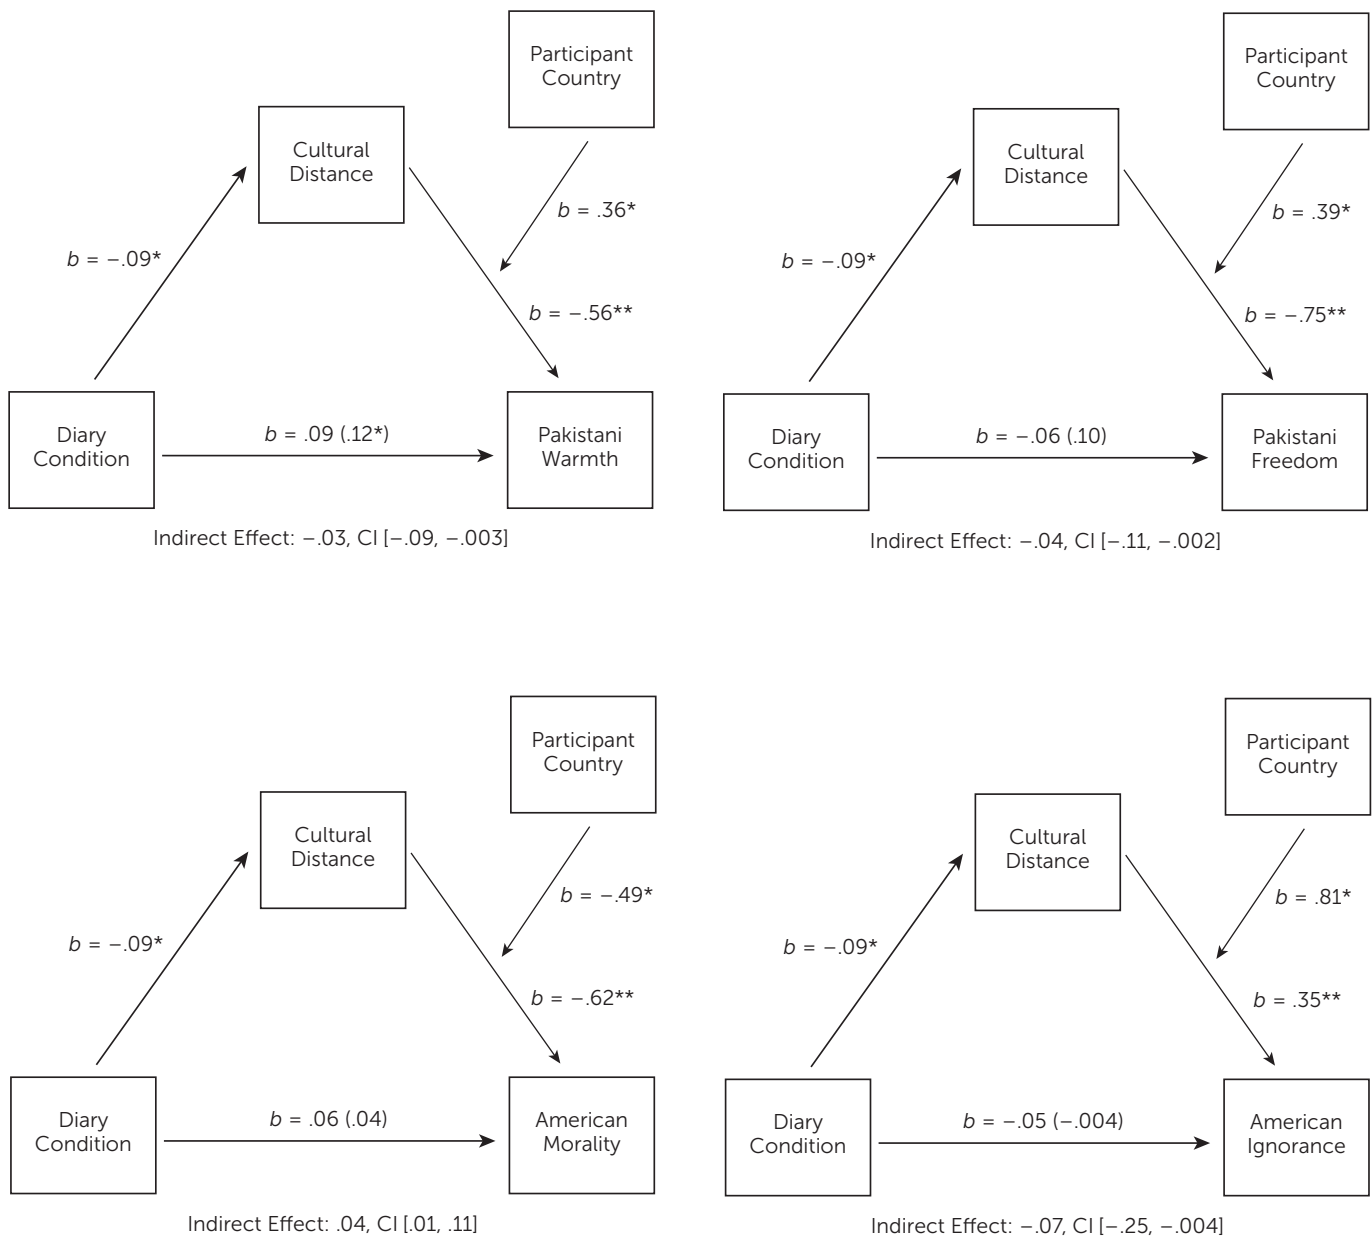 Participant
Country
Cultural
Distance
b = .36*
b = −.09*
b = −.56**
Diary
Condition
b = .09 (.12*)
Pakistani
Warmth
Indirect Effect: −.03, CI [−.09, −.003]
Participant
Country
Cultural
Distance
b = .39*
b = −.09*
b = −.75**
Diary
Condition
b = −.06 (.10)
Pakistani
Freedom
Indirect Effect: −.04, CI [−.11, −.002]
Participant
Country
Cultural
Distance
b = −.49*
b = −.09*
b = −.62**
Diary
Condition
b = .06 (.04)
American
Morality
Indirect Effect: .04, CI [.01, .11]
Participant
Country
Cultural
Distance
b = .81*
b = −.09*
b = .35**
Diary
Condition
b = −.05 (−.004)
American
Ignorance
Indirect Effect: −.07, CI [−.25, −.004]